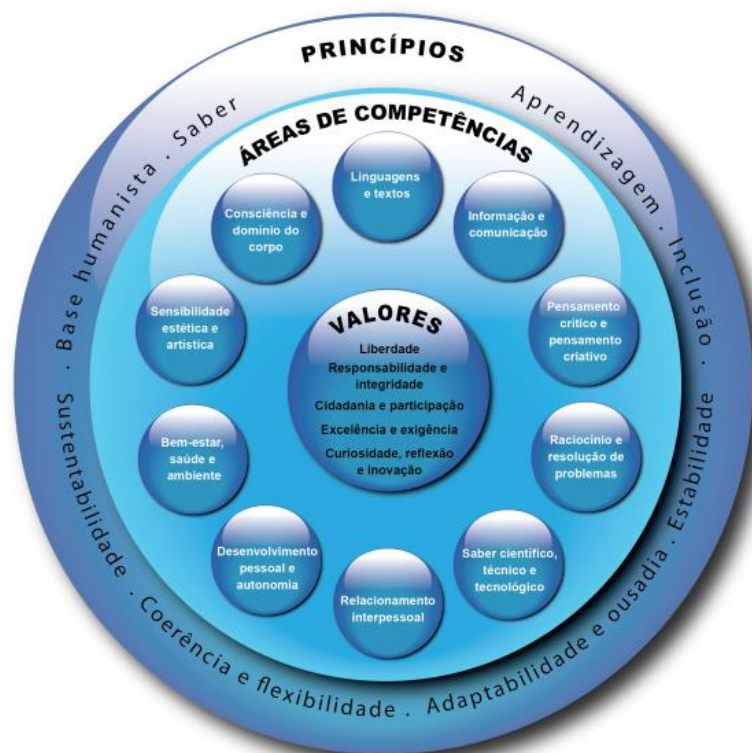 PRINCÍPIOS
Base humanista . Saber
Aprendizagem . Inclusão .
Estabilidade
. Adaptabilidade e ousadia .
Coerência e flexibilidade
Sustentabilidade .
ÁREAS DE COMPETÊNCIAS
Linguagens
e textos
Informação e
comunicação
Pensamento
crítico e
pensamento
criativo
Raciocínio e
resolução de
problemas
Saber científico,
técnico e
tecnológico
Relacionamento
interpessoal
Desenvolvimento
pessoal e
autonomia
Bem-estar,
saúde e
ambiente
Sensibilidade
estética e
artística
Consciência e
domínio do
corpo
VALORES
Liberdade
Responsabilidade e
integridade
Cidadania e participação
Excelência e exigência
Curiosidade, reflexão
e inovação